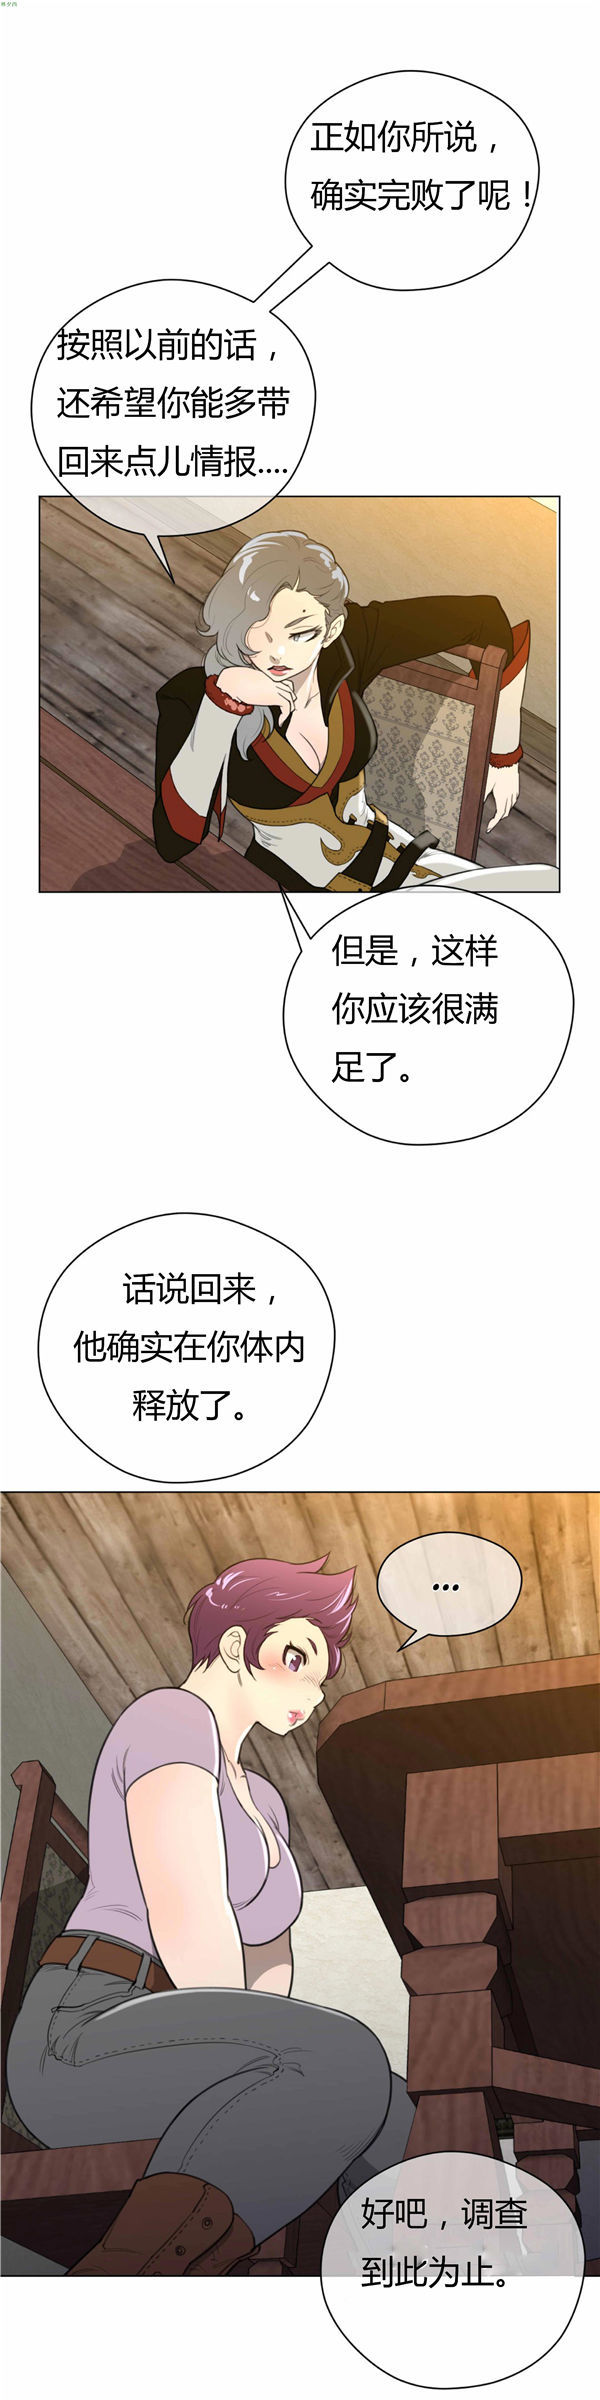 正如你所说，
确实完败了呢！
按照以前的话，
还希望你能多带
回来点儿情报....
但是，这样
你应该很满
足了。
话说回来，
他确实在你体内
释放了。
...
好吧，调查
到此为止。